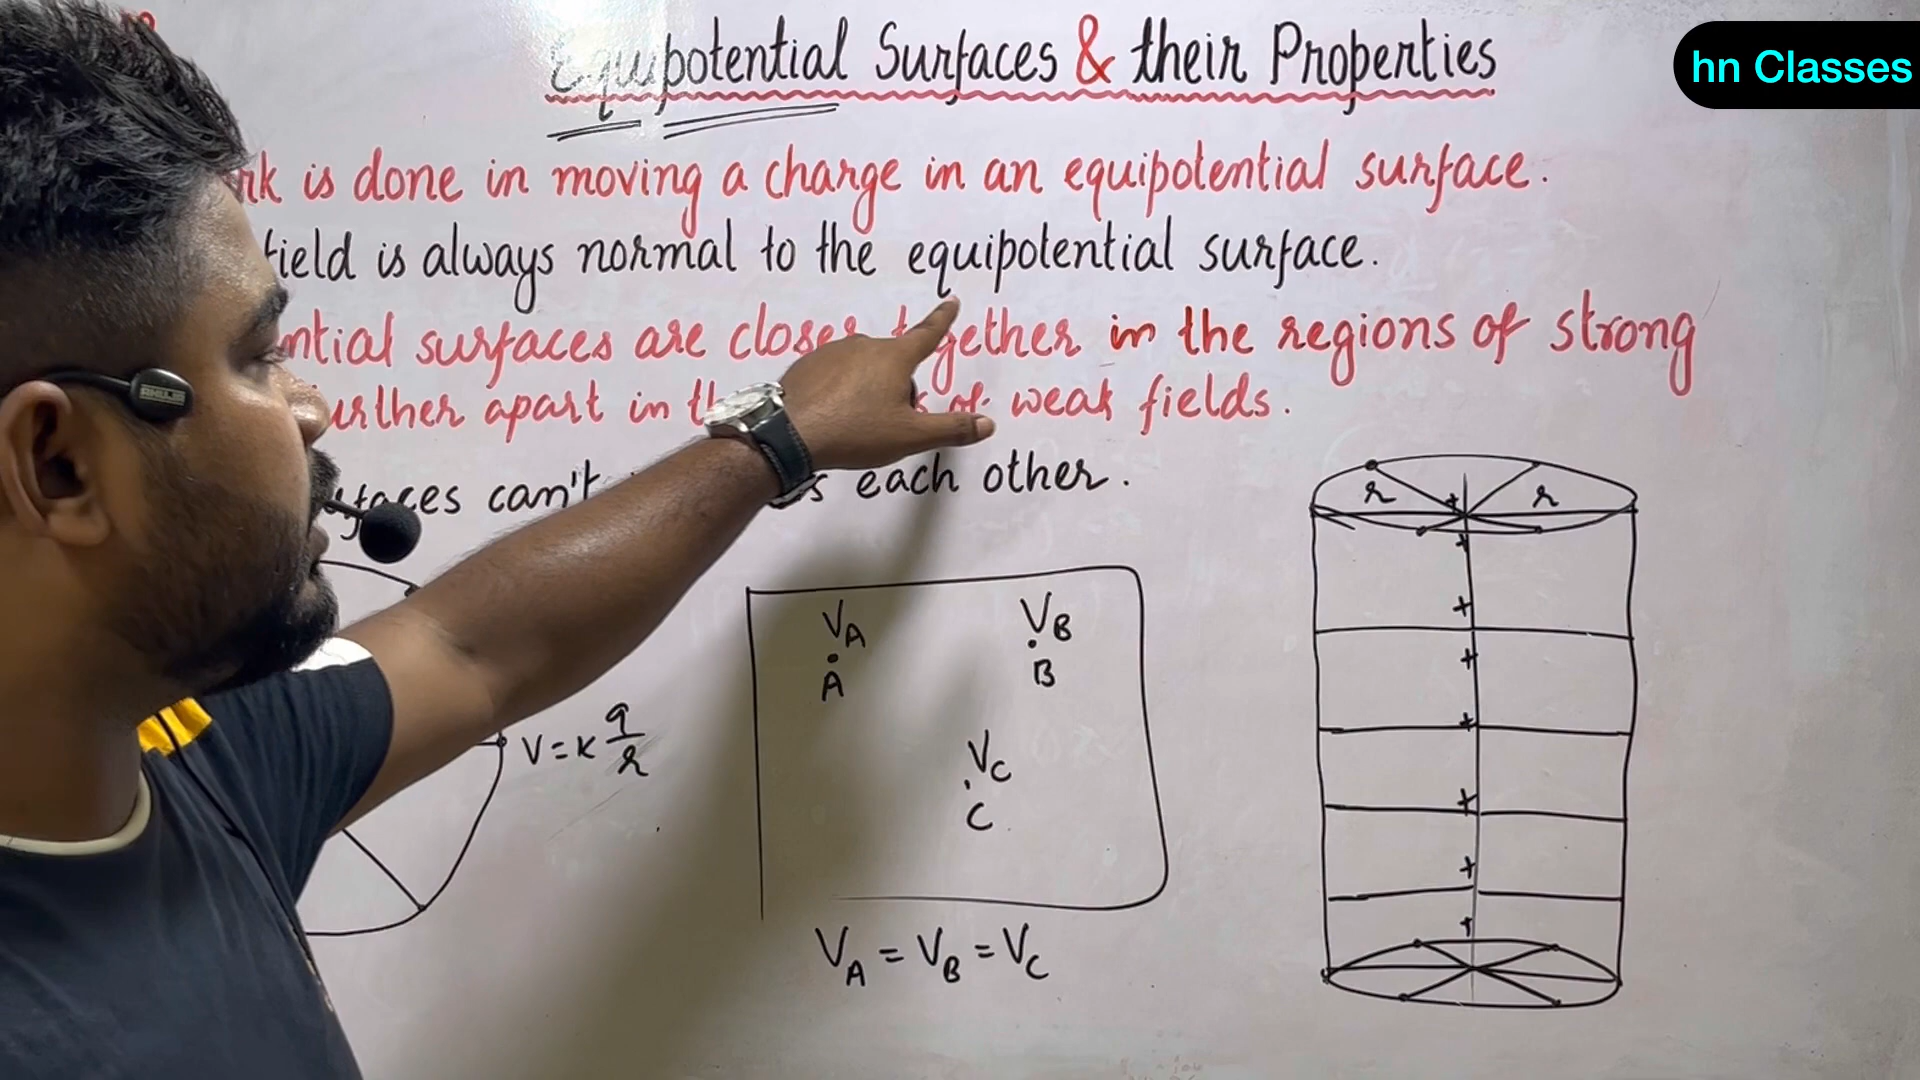 Equipotential Surfaces & their Properties
hn Classes
is done in moving a charge in an equipotential surface.
field is always normal to the equipotential surface.
surfaces are closer together in the regions of strong
further apart in of weak fields.
can't each other.
r r
+
+
+
+
+
+
+
+
VA
A
VB
B
VC
C
V = K q/r
VA = VB = VC